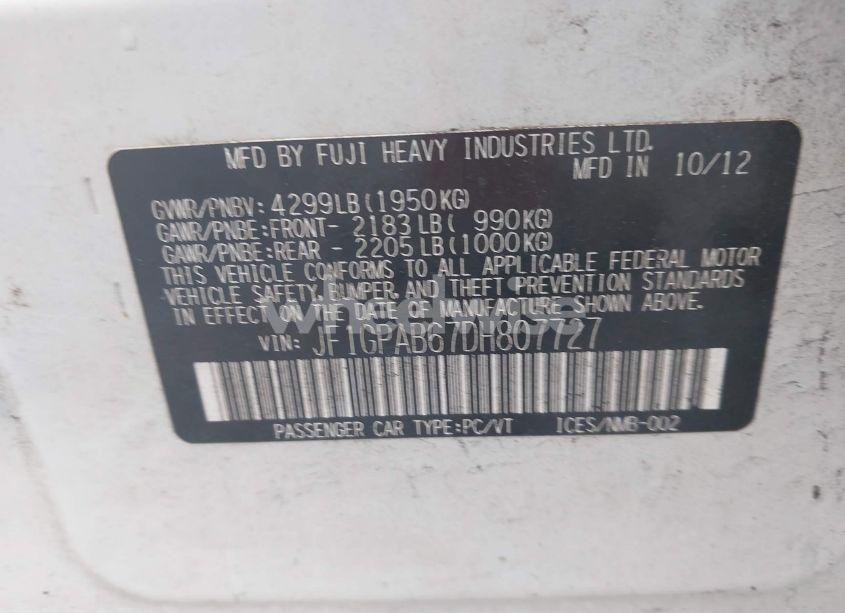 MFD BY FUJI HEAVY INDUSTRIES LTD.
MFD IN 10/12
GVWR/PNBV: 4299LB(1950KG)
GAWR/PNBE:FRONT- 2183LB( 990KG)
GAWR/PNBE:REAR - 2205LB(1000KG)
THIS VEHICLE CONFORMS TO ALL APPLICABLE FEDERAL MOTOR
VEHICLE SAFETY, BUMPER, AND THEFT PREVENTION STANDARDS
IN EFFECT ON THE DATE OF MANUFACTURE SHOWN ABOVE.
VIN: JF1GPAB67DH807727
PASSENGER CAR TYPE:PC/VT ICES/NMB-002